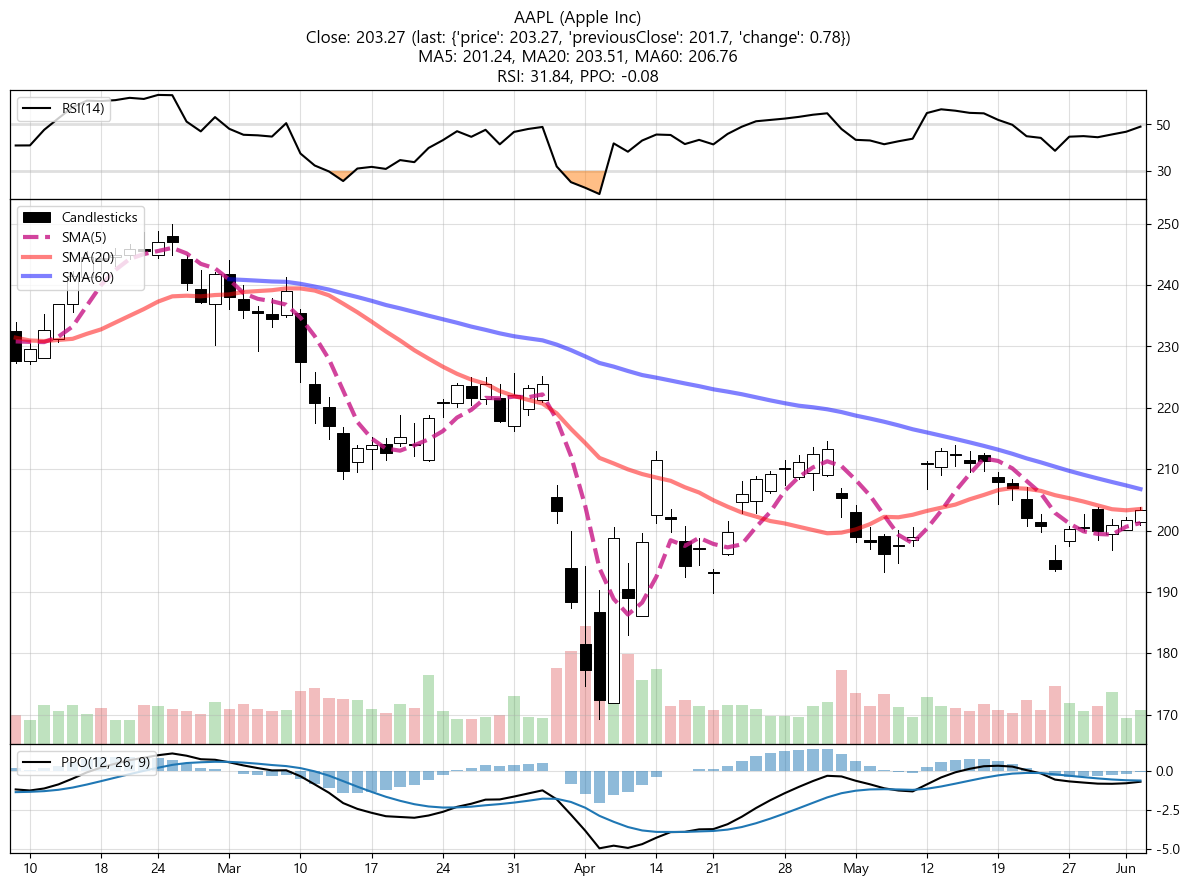 AAPL (Apple Inc)
Close: 203.27 (last: {'price': 203.27, 'previousClose': 201.7, 'change': 0.78})
MA5: 201.24, MA20: 203.51, MA60: 206.76
RSI: 31.84, PPO: -0.08
RSI(14)
50
30
Candlesticks
SMA(5)
SMA(20)
SMA(60)
250
240
230
220
210
200
190
180
170
PPO(12, 26, 9)
0.0
-2.5
-5.0
10 18 24 Mar 10 17 24 31 Apr 14 21 28 May 12 19 27 Jun